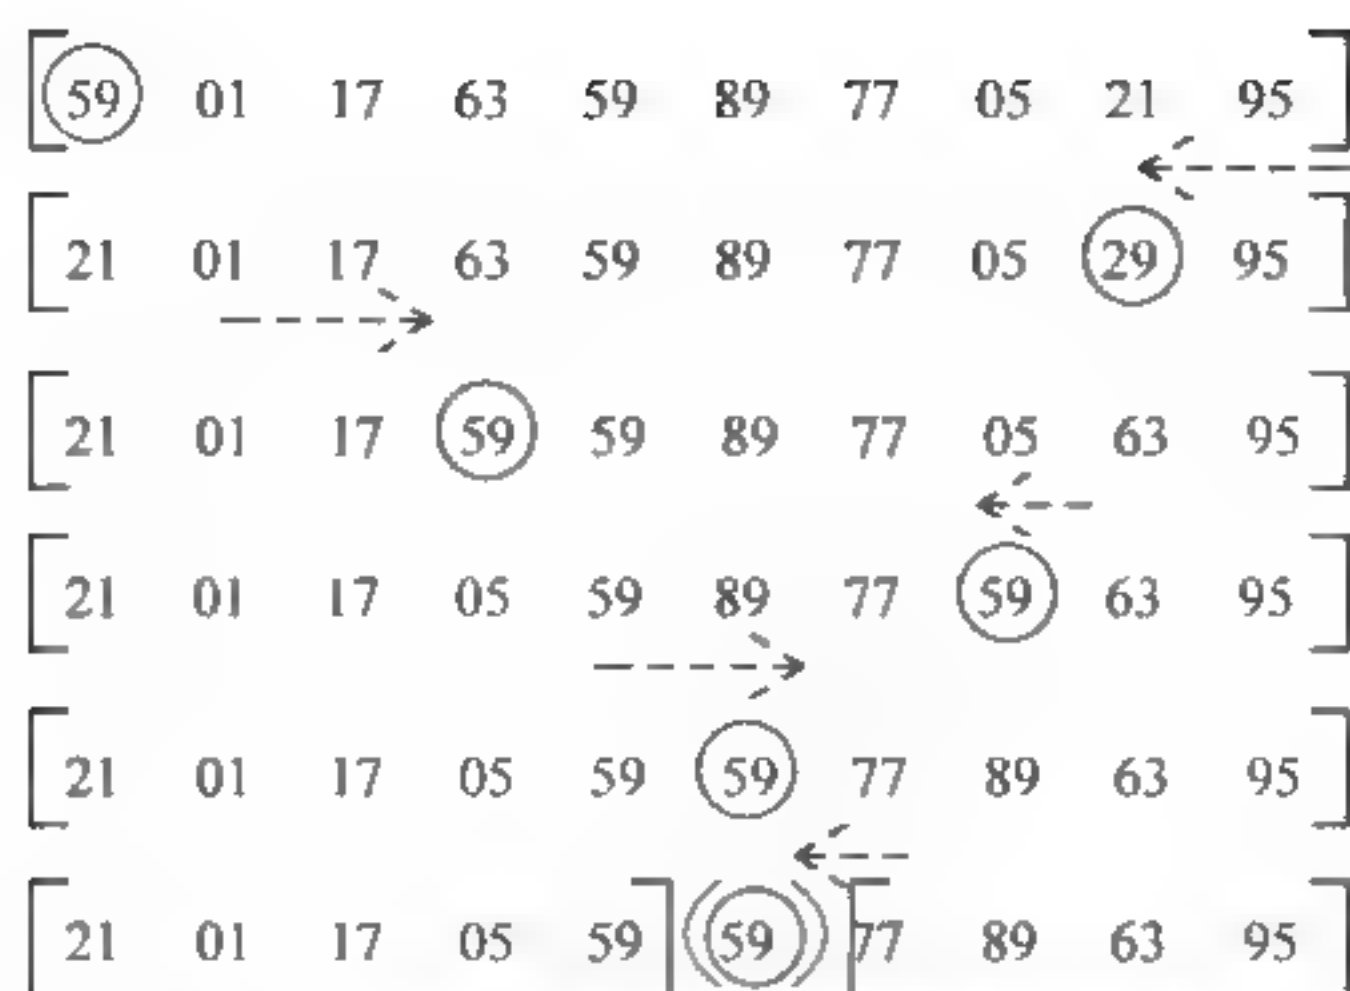 59 01 17 63 59 89 77 05 21 95
21 01 17 63 59 89 77 05 29 95
21 01 17 59 59 89 77 05 63 95
21 01 17 05 59 89 77 59 63 95
21 01 17 05 59 59 77 89 63 95
21 01 17 05 59 59 77 89 63 95